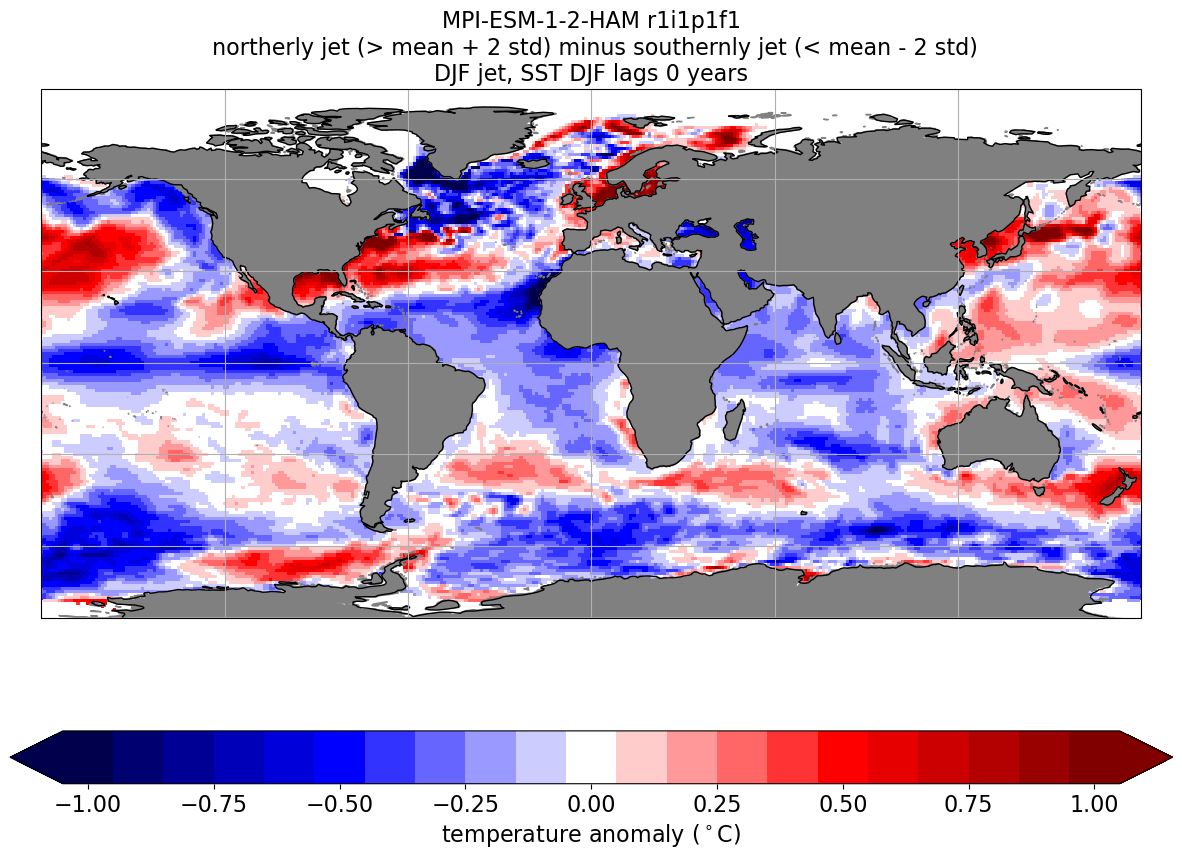 MPI-ESM-1-2-HAM r1i1p1f1
northerly jet (> mean + 2 std) minus southernly jet (< mean - 2 std)
DJF jet, SST DJF lags 0 years
−1.00 −0.75 −0.50 −0.25 0.00 0.25 0.50 0.75 1.00
temperature anomaly (°C)